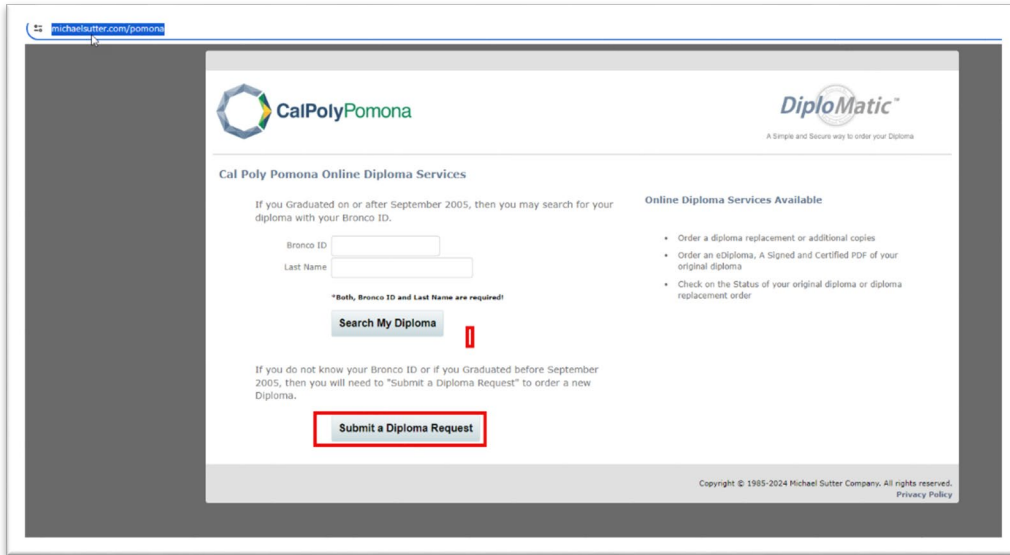 michaelsutter.com/pomona
CalPolyPomona
DiploMatic™
A Simple and Secure way to order your Diploma
Cal Poly Pomona Online Diploma Services
If you Graduated on or after September 2005, then you may search for your
diploma with your Bronco ID.
Bronco ID
Last Name
*Both, Bronco ID and Last Name are required!
Search My Diploma
If you do not know your Bronco ID or if you Graduated before September
2005, then you will need to "Submit a Diploma Request" to order a new
Diploma.
Submit a Diploma Request
Online Diploma Services Available
• Order a diploma replacement or additional copies
• Order an eDiploma, A Signed and Certified PDF of your
original diploma
• Check on the Status of your original diploma or diploma
replacement order
Copyright © 1985-2024 Michael Sutter Company. All rights reserved.
Privacy Policy